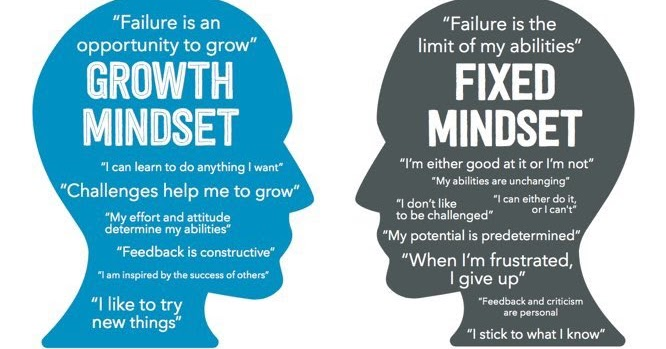 “Failure is an
opportunity to grow”
GROWTH
MINDSET
“I can learn to do anything I want”
“Challenges help me to grow”
“My effort and attitude
determine my abilities”
“Feedback is constructive”
“I am inspired by the success of others”
“I like to try
new things”
“Failure is the
limit of my abilities”
FIXED
MINDSET
“I’m either good at it or I’m not”
“My abilities are unchanging”
“I don’t like
to be challenged”
“I can either do it,
or I can’t”
“My potential is predetermined”
“When I’m frustrated,
I give up”
“Feedback and criticism
are personal
“I stick to what I know”